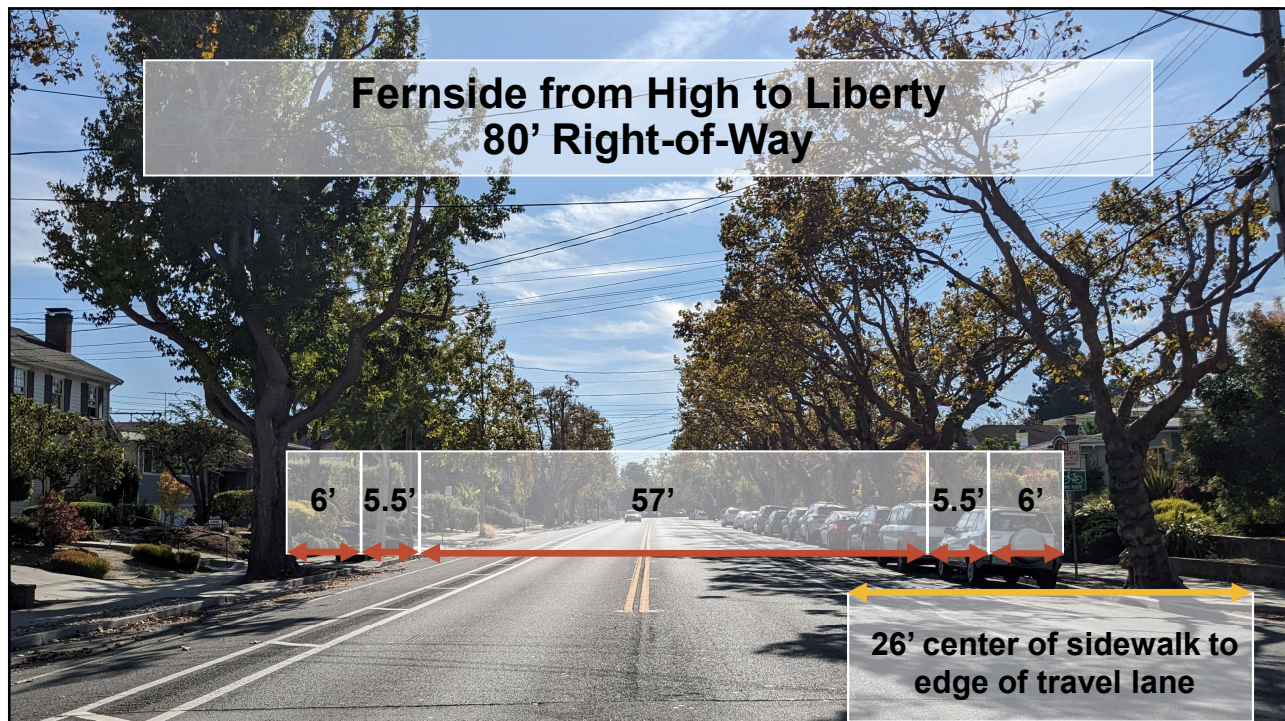 Fernside from High to Liberty
80’ Right-of-Way
6’ 5.5’ 57’ 5.5’ 6’
26’ center of sidewalk to
edge of travel lane